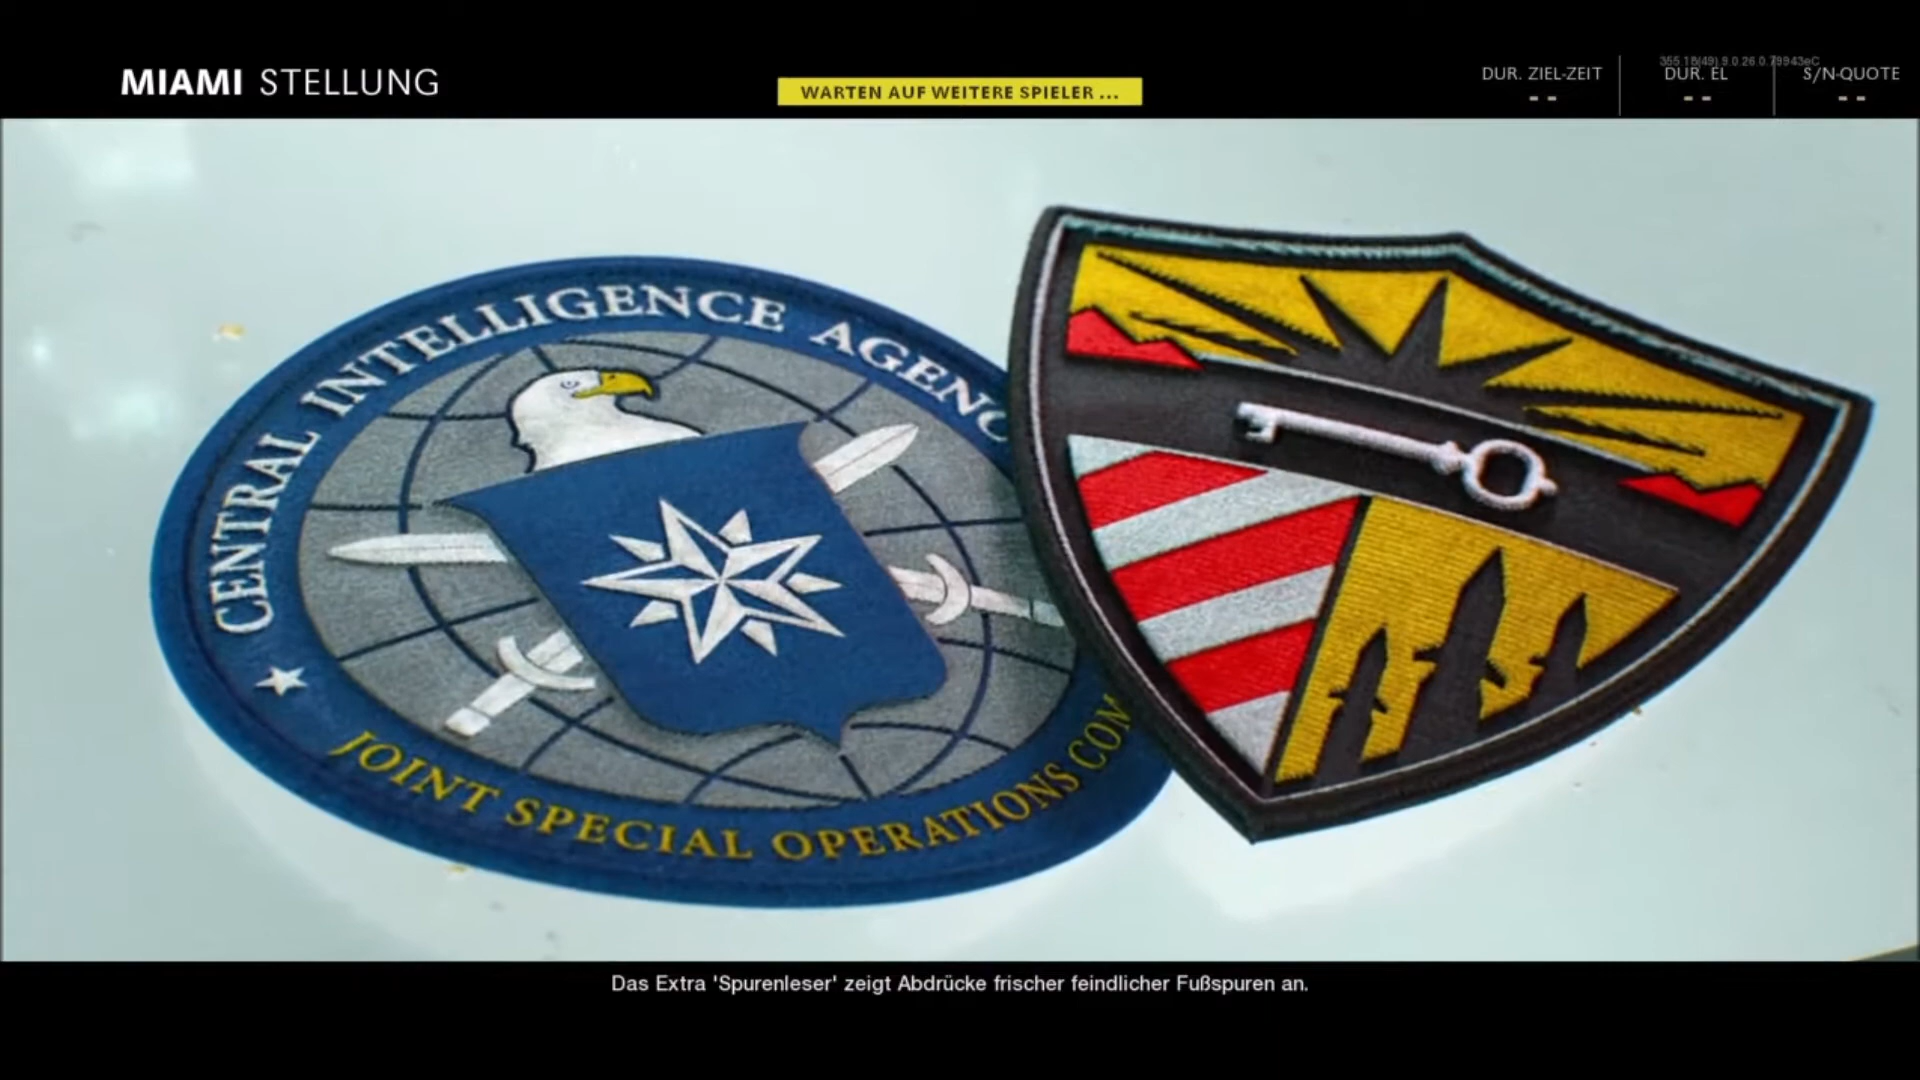 MIAMI STELLUNG
WARTEN AUF WEITERE SPIELER ...
DUR. ZIEL-ZEIT
--
DUR. EL
--
S/N-QUOTE
--
CENTRAL INTELLIGENCE AGENC
JOINT SPECIAL OPERATIONS COM
Das Extra 'Spurenleser' zeigt Abdrücke frischer feindlicher Fußspuren an.